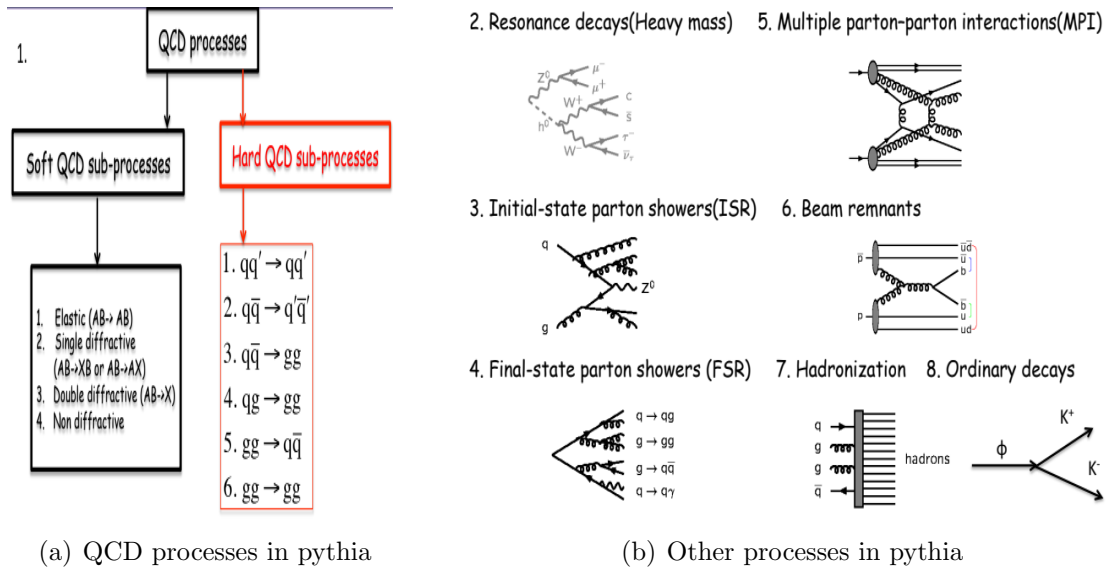 1.
QCD processes
Soft QCD sub-processes
Hard QCD sub-processes
1. Elastic (AB-> AB)
2. Single diffractive
(AB->XB or AB->AX)
3. Double diffractive (AB->X)
4. Non diffractive
1. qq′ → qq′
2. qq̄ → q′q̄′
3. qq̄ → gg
4. qg → gg
5. gg → qq̄
6. gg → gg
(a) QCD processes in pythia
2. Resonance decays(Heavy mass)
Z⁰
μ⁻
μ⁺
h⁰
W⁺
c
s̄
W⁻
τ⁻
ν̄τ
3. Initial-state parton showers(ISR)
q
Z⁰
g
4. Final-state parton showers (FSR)
q → qg
g → gg
g → qq̄
q → qγ
5. Multiple parton-parton interactions(MPI)
6. Beam remnants
p̄
p
u̅d̅
u̅
b
b̅
u
ud
7. Hadronization
q
g
g
q̄
hadrons
8. Ordinary decays
ϕ
K⁺
K⁻
(b) Other processes in pythia